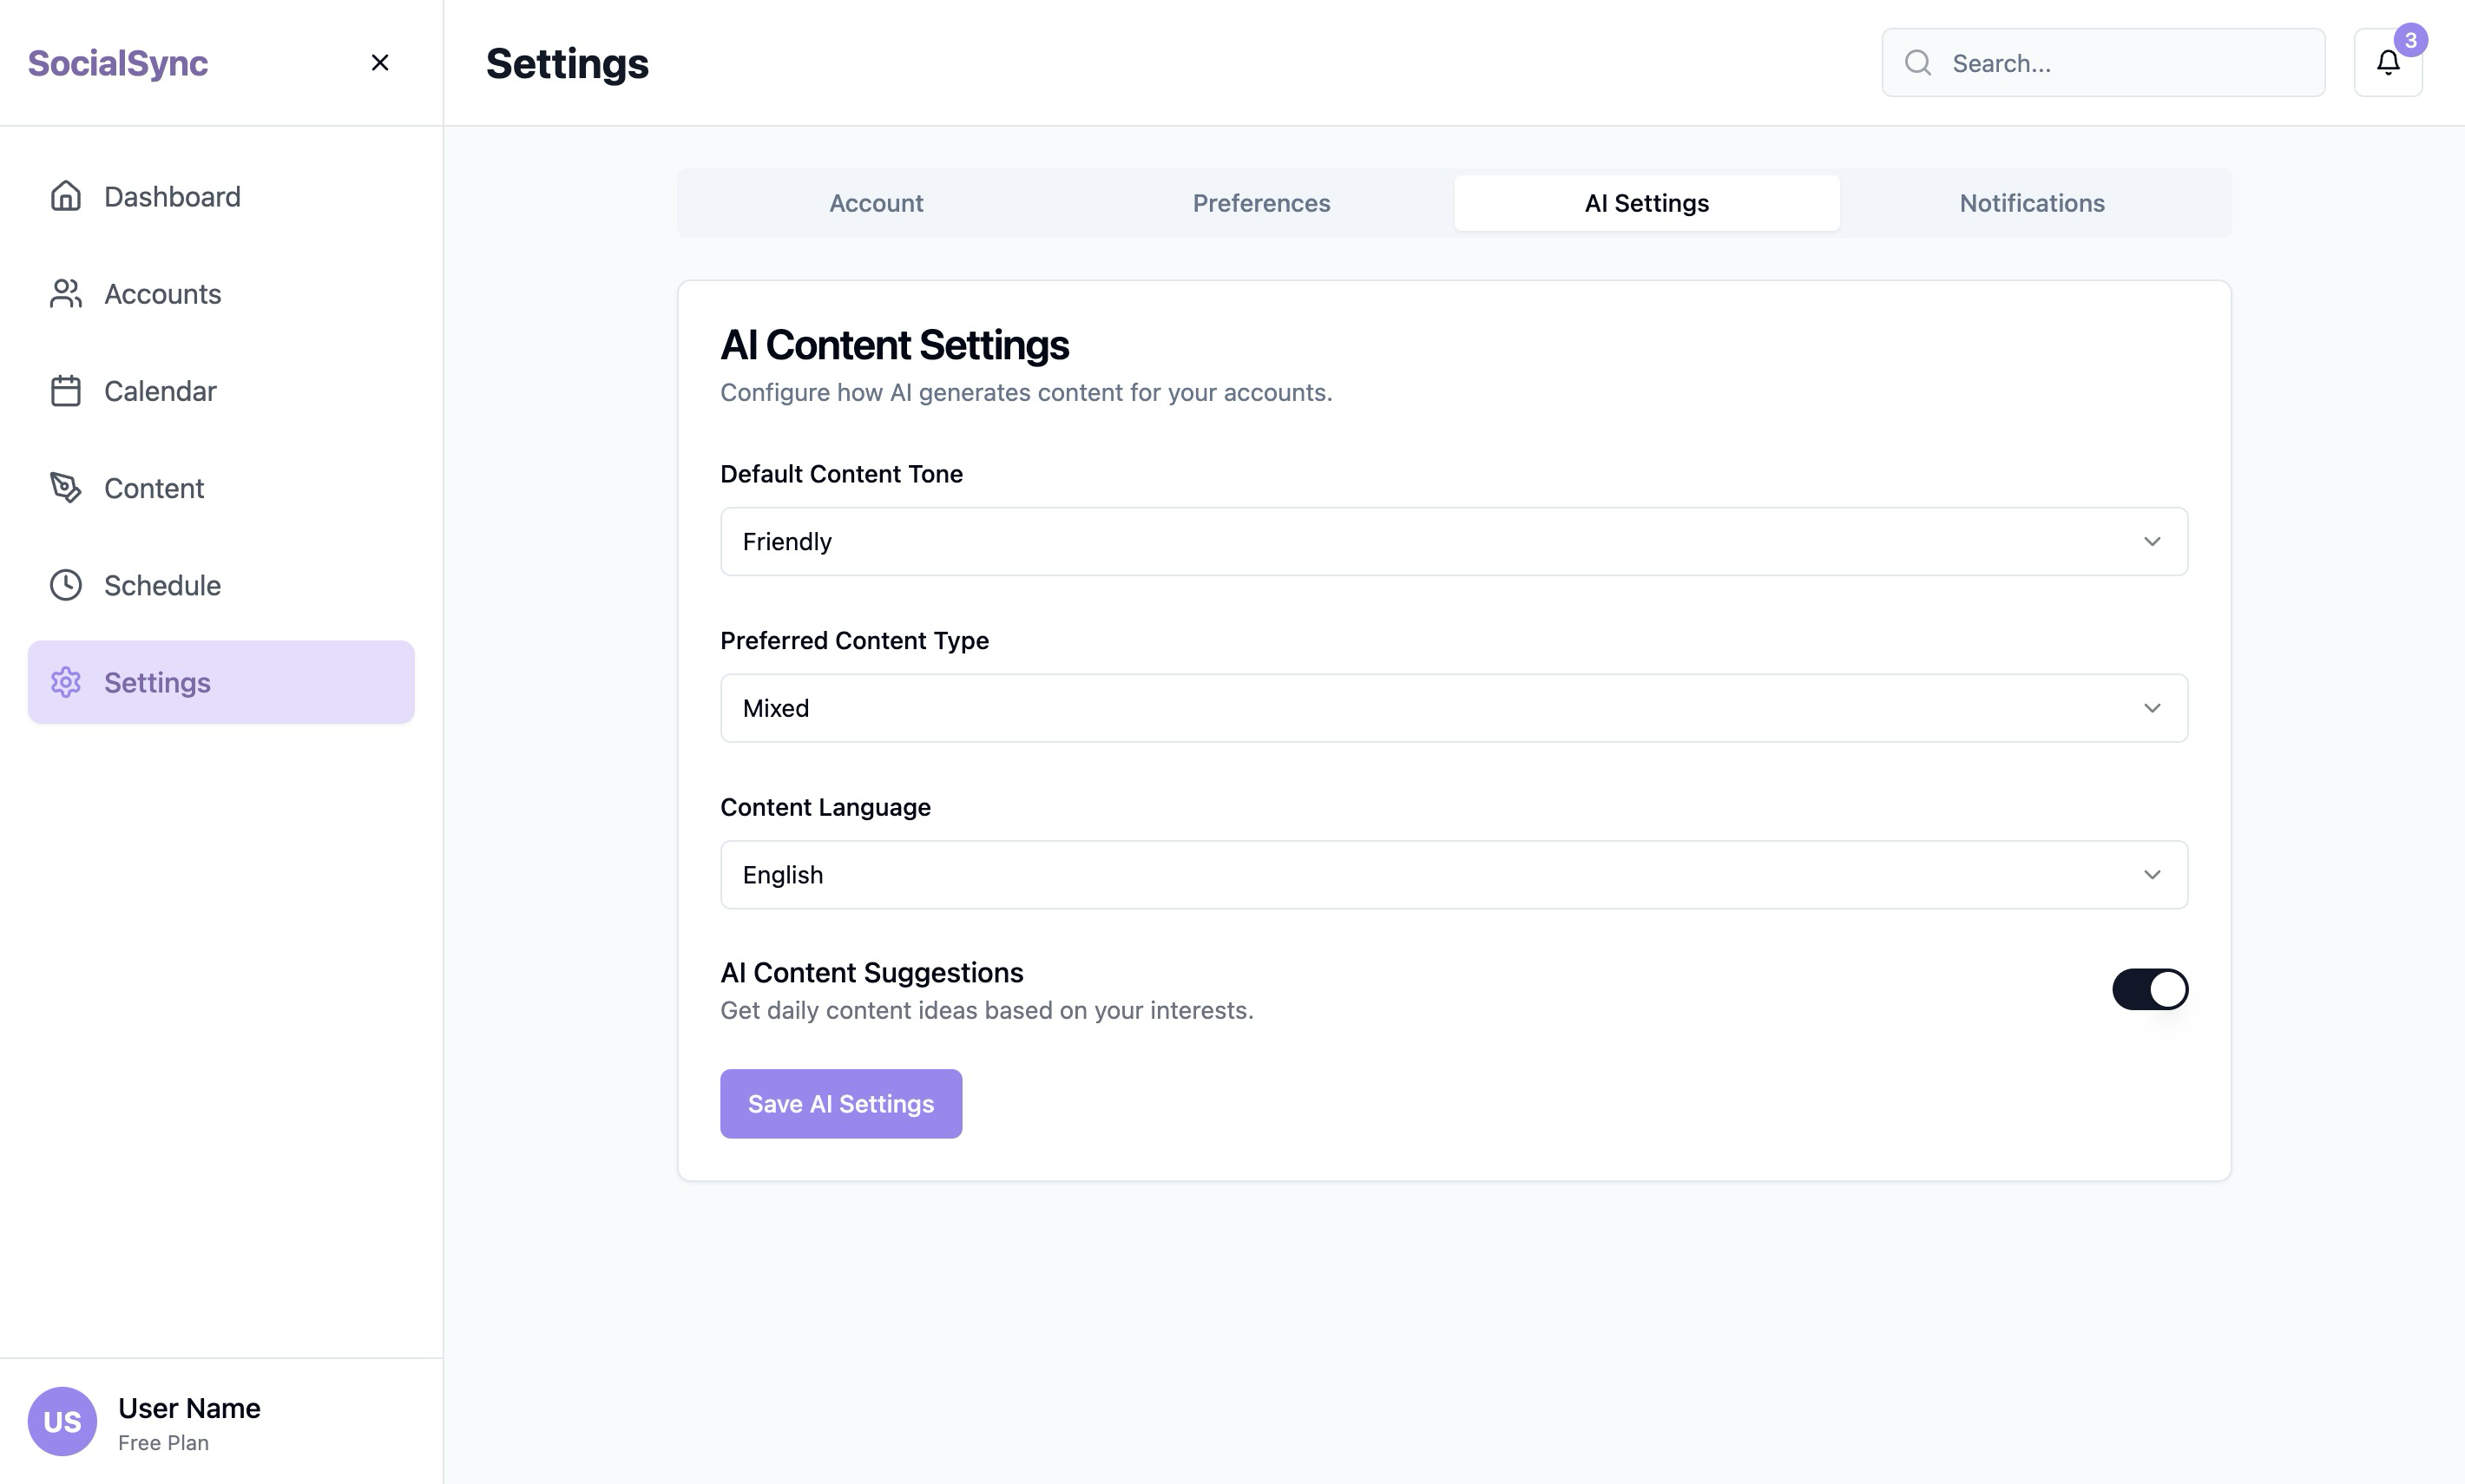 SocialSync
Dashboard
Accounts
Calendar
Content
Schedule
Settings
US
User Name
Free Plan
Settings
Search...
3
Account
Preferences
AI Settings
Notifications
AI Content Settings
Configure how AI generates content for your accounts.
Default Content Tone
Friendly
Preferred Content Type
Mixed
Content Language
English
AI Content Suggestions
Get daily content ideas based on your interests.
Save AI Settings